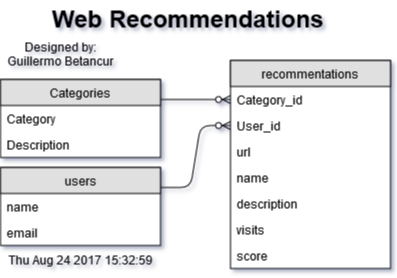 Web Recommendations
Designed by:
Guillermo Betancur
Categories
Category
Description
users
name
email
recommentations
Category_id
User_id
url
name
description
visits
score
Thu Aug 24 2017 15:32:59